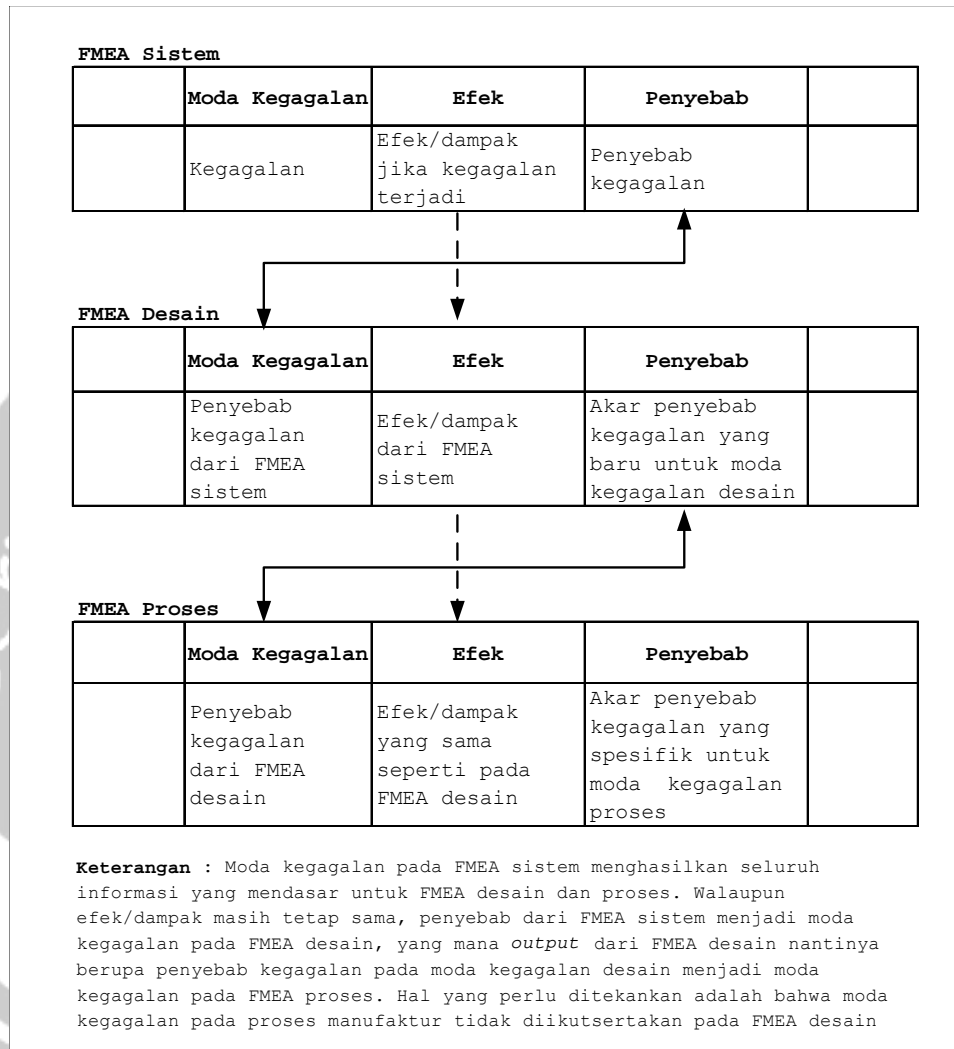 FMEA Sistem
Moda Kegagalan Efek Penyebab
Kegagalan
Efek/dampak
jika kegagalan
terjadi
Penyebab
kegagalan
FMEA Desain
Moda Kegagalan Efek Penyebab
Penyebab
kegagalan
dari FMEA
sistem
Efek/dampak
dari FMEA
sistem
Akar penyebab
kegagalan yang
baru untuk moda
kegagalan desain
FMEA Proses
Moda Kegagalan Efek Penyebab
Penyebab
kegagalan
dari FMEA
desain
Efek/dampak
yang sama
seperti pada
FMEA desain
Akar penyebab
kegagalan yang
spesifik untuk
moda kegagalan
proses
Keterangan : Moda kegagalan pada FMEA sistem menghasilkan seluruh
informasi yang mendasar untuk FMEA desain dan proses. Walaupun
efek/dampak masih tetap sama, penyebab dari FMEA sistem menjadi moda
kegagalan pada FMEA desain, yang mana output dari FMEA desain nantinya
berupa penyebab kegagalan pada moda kegagalan desain menjadi moda
kegagalan pada FMEA proses. Hal yang perlu ditekankan adalah bahwa moda
kegagalan pada proses manufaktur tidak diikutsertakan pada FMEA desain